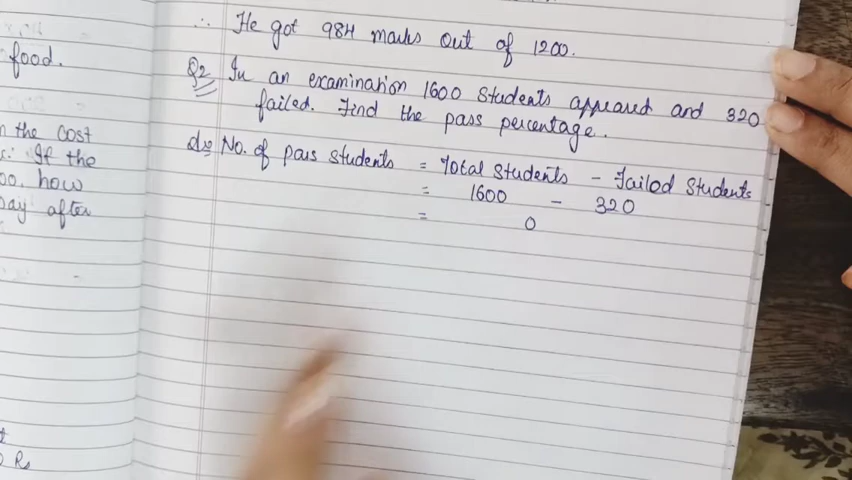 food.
n the cost
If the
00. how
Day after
∴ He got 984 marks out of 1200.
Q2 In an examination 1600 students appeared and 320
failed. Find the pass percentage.
No. of pass students = Total students - Failed students
= 1600 - 320
= 0